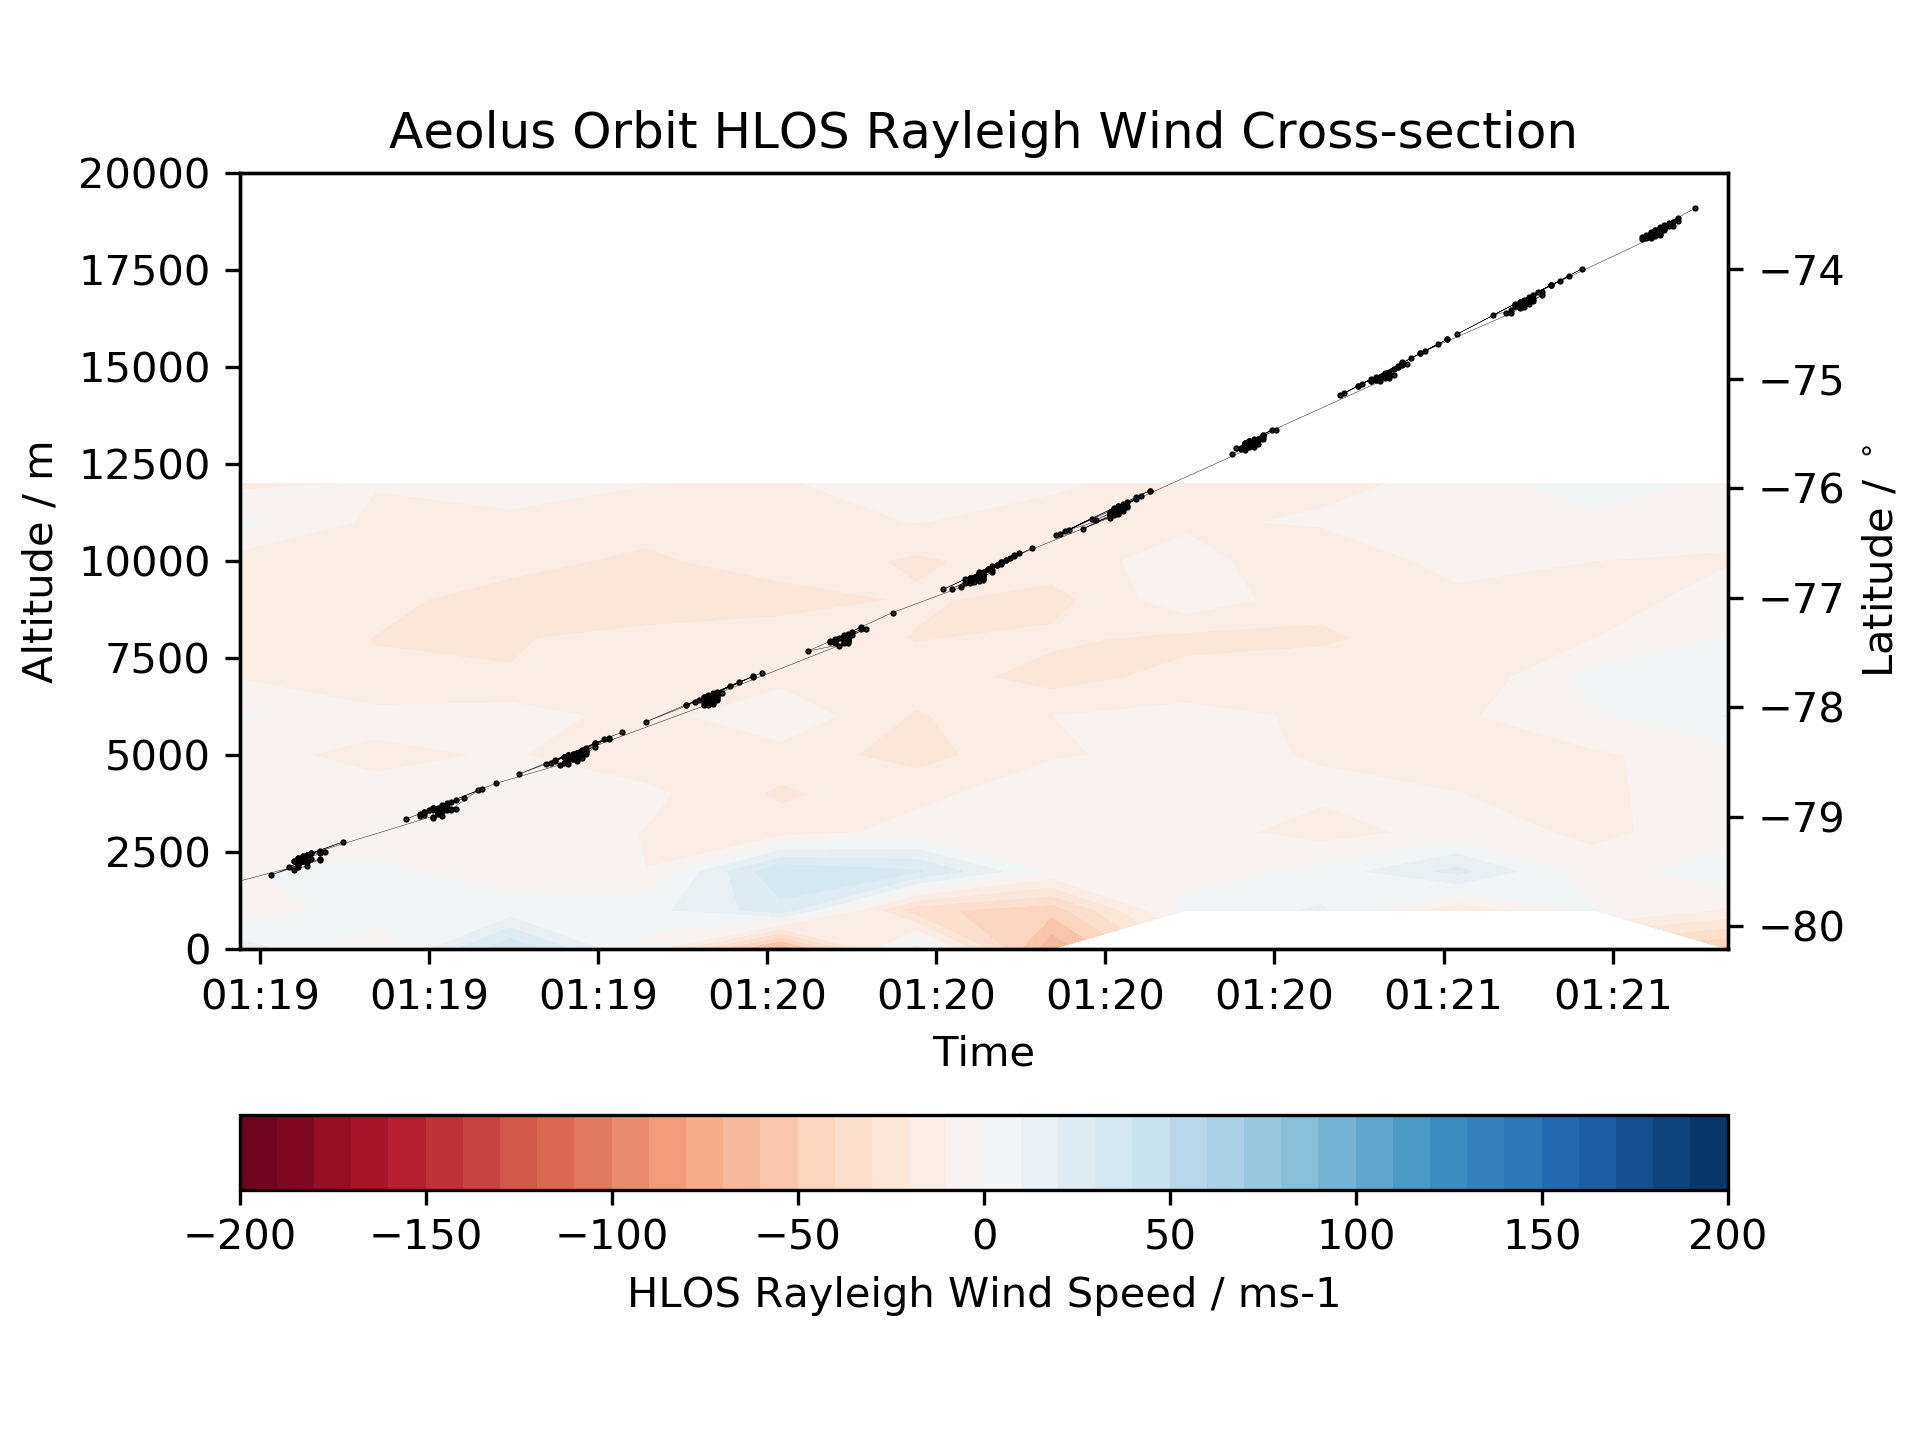 Aeolus Orbit HLOS Rayleigh Wind Cross-section
20000
17500
15000
12500
10000
7500
5000
2500
0
Altitude / m
−74
−75
−76
−77
−78
−79
−80
Latitude / °
01:19 01:19 01:19 01:20 01:20 01:20 01:20 01:21 01:21
Time
−200 −150 −100 −50 0 50 100 150 200
HLOS Rayleigh Wind Speed / ms-1